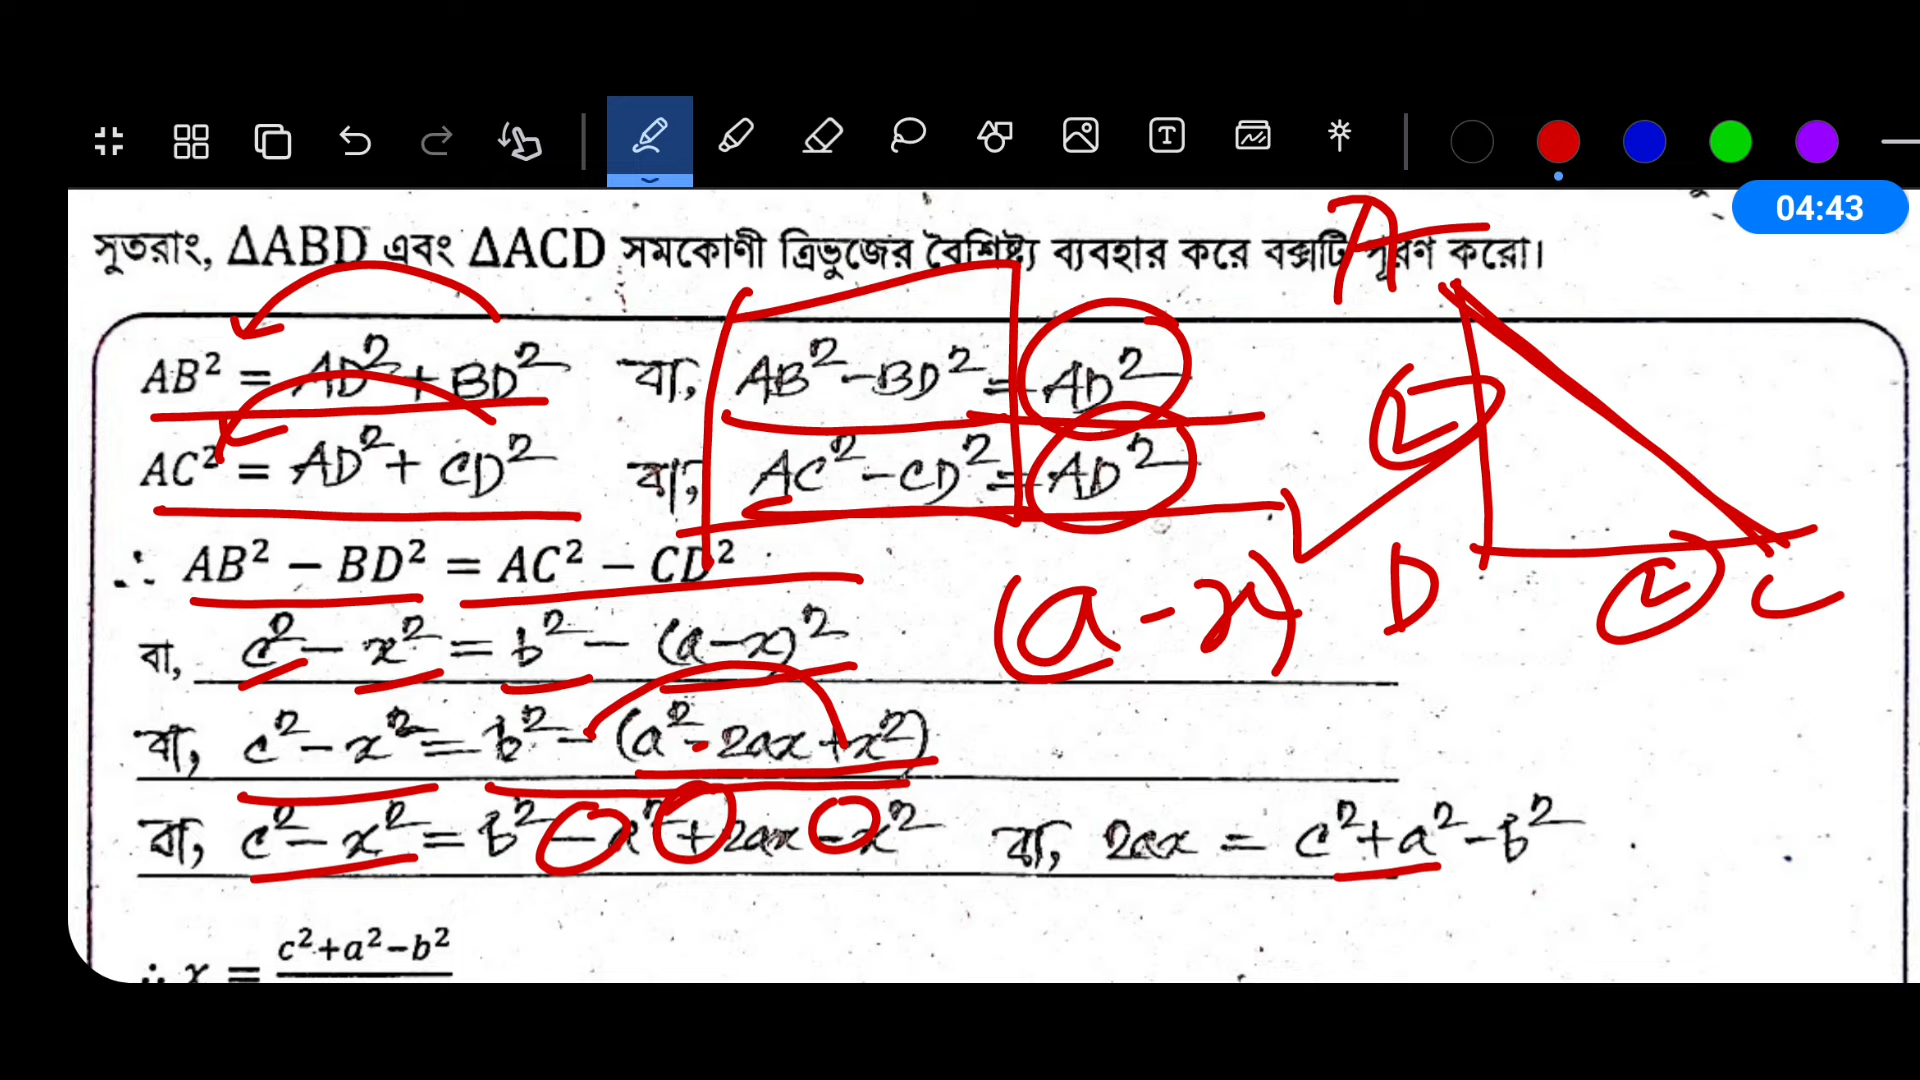 04:43
সুতরাং, ΔABD এবং ΔACD সমকোণী ত্রিভুজের বৈশিষ্ট্য ব্যবহার করে বক্সটি পূরণ করো।
A
AB² = AD² + BD² বা, AB² - BD² = AD²
AC² = AD² + CD² বা, AC² - CD² = AD²
∴ AB² - BD² = AC² - CD²
D C
(a - x)
বা, c² - x² = b² - (a-x)²
বা, c² - x² = b² - (a² - 2ax + x²)
বা, c² - x² = b² - a² + 2ax - x² বা, 2ax = c² + a² - b²
∴ x = c²+a²-b²